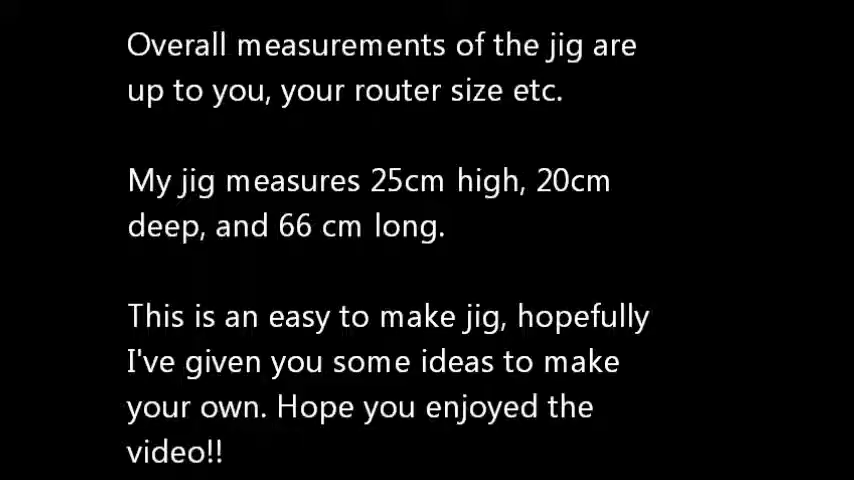 Overall measurements of the jig are
up to you, your router size etc.
My jig measures 25cm high, 20cm
deep, and 66 cm long.
This is an easy to make jig, hopefully
I've given you some ideas to make
your own. Hope you enjoyed the
video!!